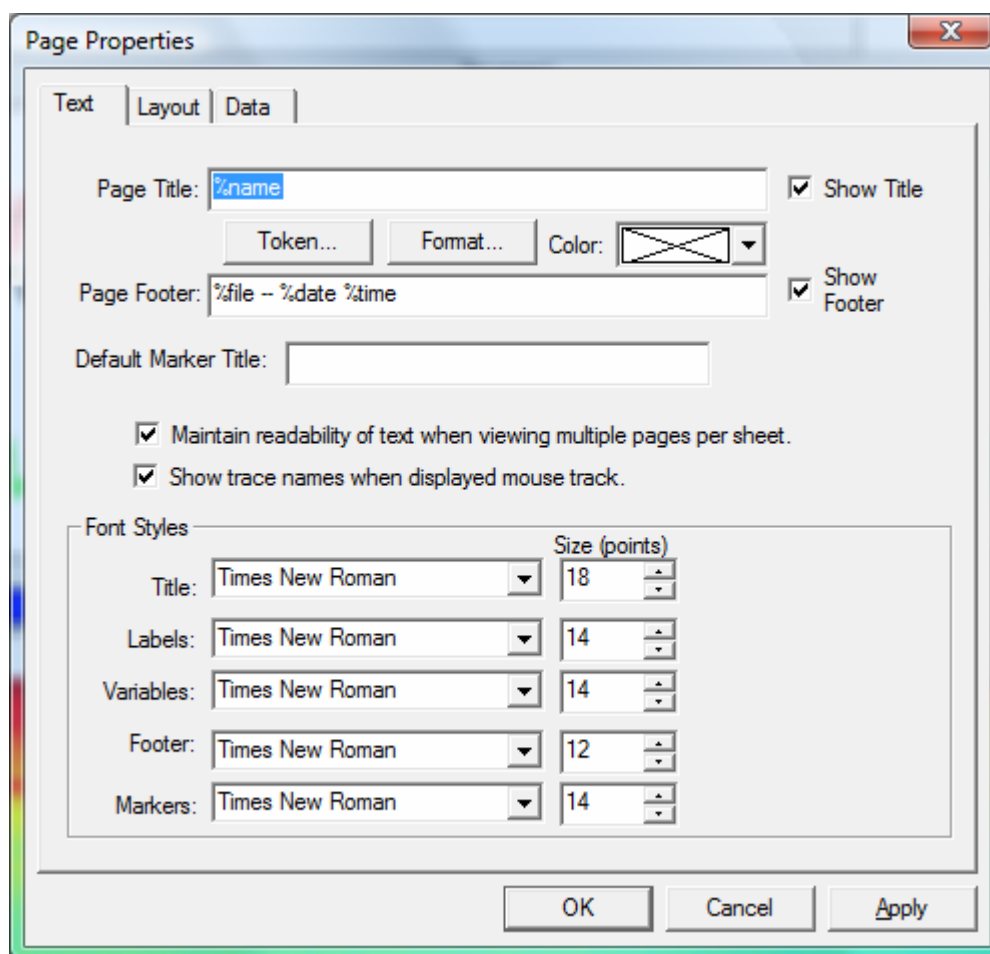 Page Properties
Text Layout Data
Page Title: %name Show Title
Token... Format... Color:
Page Footer: %file -- %date %time Show Footer
Default Marker Title:
Maintain readability of text when viewing multiple pages per sheet.
Show trace names when displayed mouse track.
Font Styles
Size (points)
Title: Times New Roman 18
Labels: Times New Roman 14
Variables: Times New Roman 14
Footer: Times New Roman 12
Markers: Times New Roman 14
OK Cancel Apply